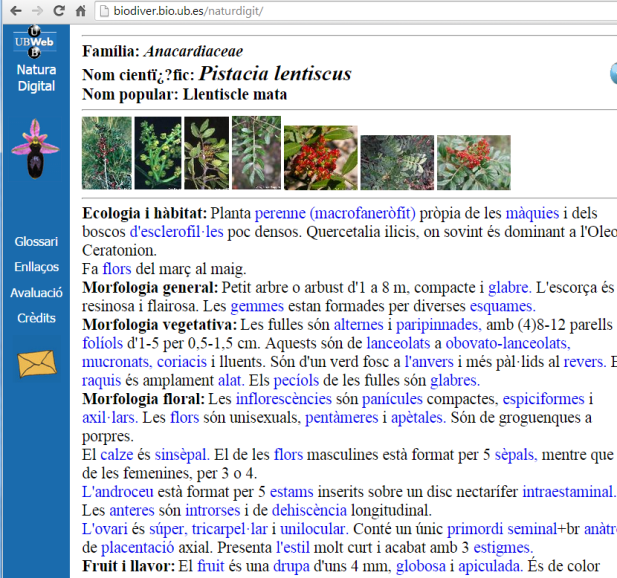 biodiver.bio.ub.es/naturdigit/
U
UBWeb
B
Natura
Digital
Glossari
Enllaços
Avaluació
Crèdits
Família: Anacardiaceae
Nom cientï¿?fic: Pistacia lentiscus
Nom popular: Llentiscle mata
Ecologia i hàbitat: Planta perenne (macrofaneròfit) pròpia de les màquies i dels
boscos d'esclerofil·les poc densos. Quercetalia ilicis, on sovint és dominant a l'Oleo
Ceratonion.
Fa flors del març al maig.
Morfologia general: Petit arbre o arbust d'1 a 8 m, compacte i glabre. L'escorça és
resinosa i flairosa. Les gemmes estan formades per diverses esquames.
Morfologia vegetativa: Les fulles són alternes i paripinnades, amb (4)8-12 parells
folíols d'1-5 per 0,5-1,5 cm. Aquests són de lanceolats a obovato-lanceolats,
mucronats, coriacis i lluents. Són d'un verd fosc a l'anvers i més pàl·lids al revers. E
raquis és amplament alat. Els pecíols de les fulles són glabres.
Morfologia floral: Les inflorescències són panícules compactes, espiciformes i
axil·lars. Les flors són unisexuals, pentàmeres i apètales. Són de groguenques a
porpres.
El calze és sinsèpal. El de les flors masculines està format per 5 sèpals, mentre que
de les femenines, per 3 o 4.
L'androceu està format per 5 estams inserits sobre un disc nectarífer intraestaminal.
Les anteres són introrses i de dehiscència longitudinal.
L'ovari és súper, tricarpel·lar i unilocular. Conté un únic primordi seminal+br anàtr
de placentació axial. Presenta l'estil molt curt i acabat amb 3 estigmes.
Fruit i llavor: El fruit és una drupa d'uns 4 mm, globosa i apiculada. És de color